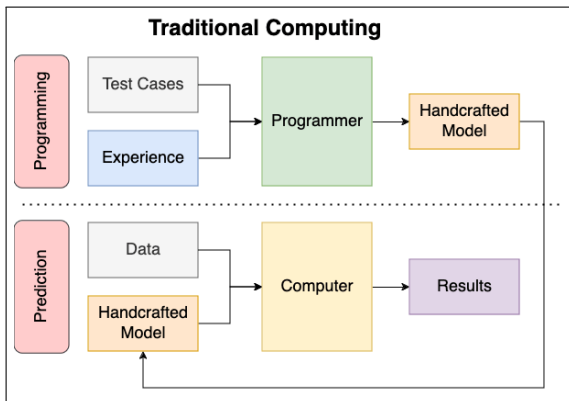 Traditional Computing
Programming
Test Cases
Experience
Programmer
Handcrafted
Model
Prediction
Data
Handcrafted
Model
Computer
Results